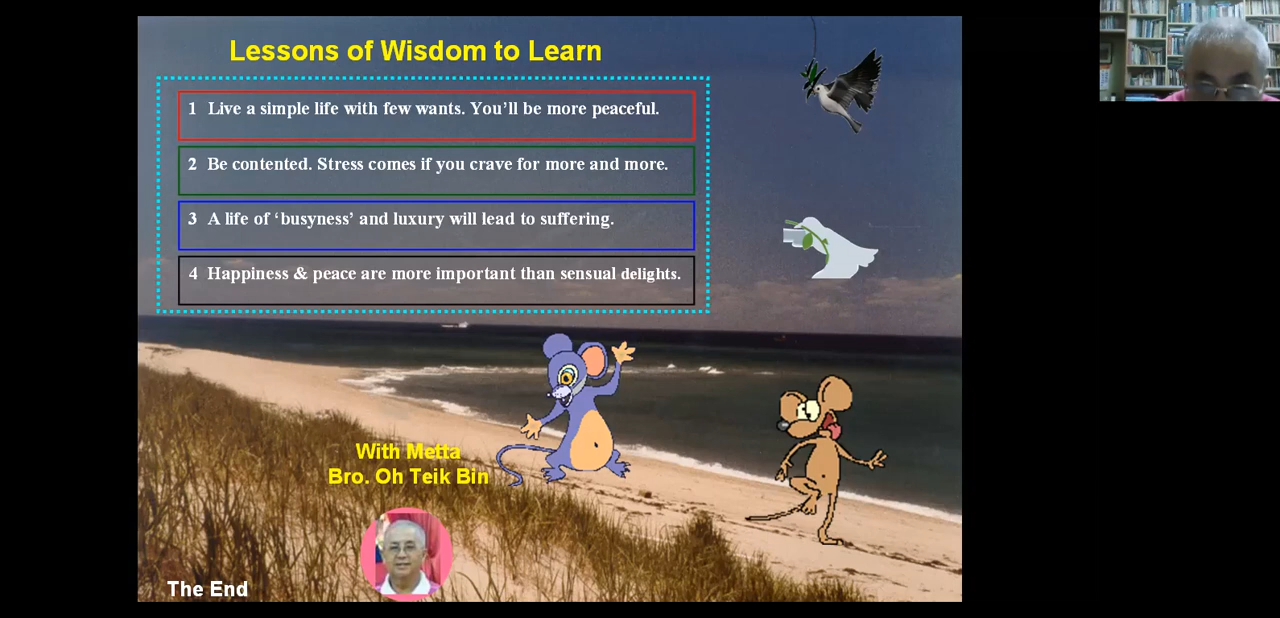 Lessons of Wisdom to Learn
1 Live a simple life with few wants. You’ll be more peaceful.
2 Be contented. Stress comes if you crave for more and more.
3 A life of ‘busyness’ and luxury will lead to suffering.
4 Happiness & peace are more important than sensual delights.
With Metta
Bro. Oh Teik Bin
The End